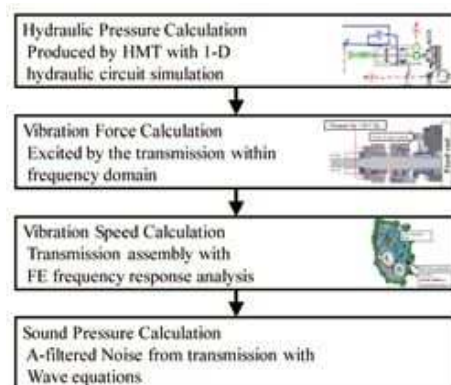 Hydraulic Pressure Calculation
Produced by HMT with 1-D
hydraulic circuit simulation
Vibration Force Calculation
Excited by the transmission within
frequency domain
Vibration Speed Calculation
Transmission assembly with
FE frequency response analysis
Sound Pressure Calculation
A-filtered Noise from transmission with
Wave equations